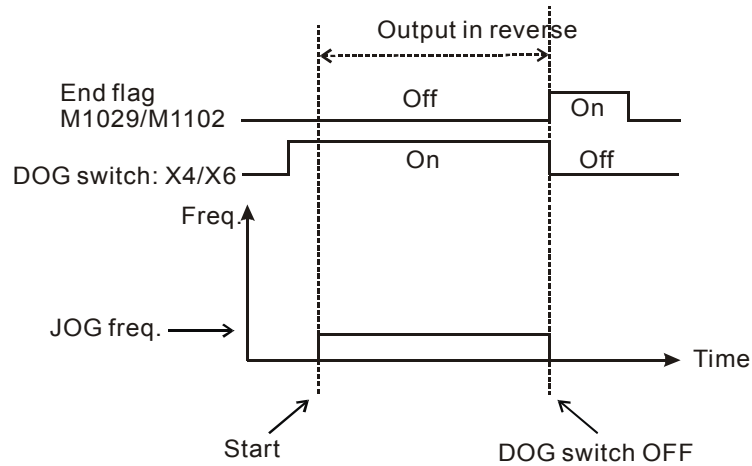 Output in reverse
End flag
M1029/M1102
Off
On
DOG switch: X4/X6
On
Off
Freq.
JOG freq.
Time
Start
DOG switch OFF